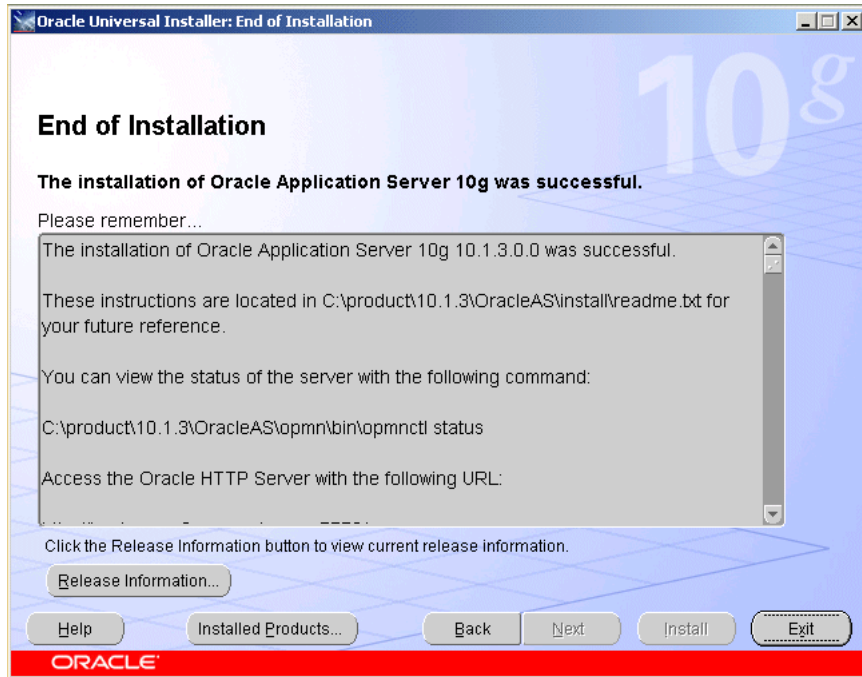 Oracle Universal Installer: End of Installation
10g
End of Installation
The installation of Oracle Application Server 10g was successful.
Please remember...
The installation of Oracle Application Server 10g 10.1.3.0.0 was successful.
These instructions are located in C:\product\10.1.3\OracleAS\install\readme.txt for
your future reference.
You can view the status of the server with the following command:
C:\product\10.1.3\OracleAS\opmn\bin\opmnctl status
Access the Oracle HTTP Server with the following URL:
Click the Release Information button to view current release information.
Release Information...
Help
Installed Products...
Back
Next
Install
Exit
ORACLE